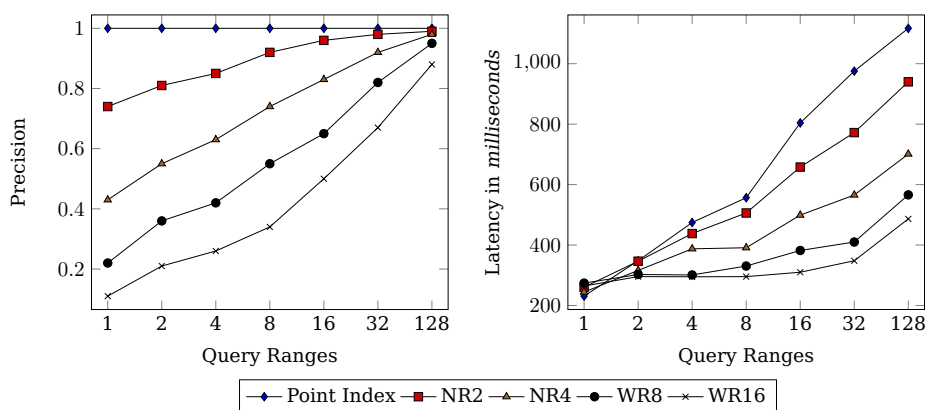 1
0.8
0.6
0.4
0.2
Precision
1 2 4 8 16 32 128
Query Ranges
1,000
800
600
400
200
Latency in milliseconds
1 2 4 8 16 32 128
Query Ranges
Point Index NR2 NR4 WR8 WR16